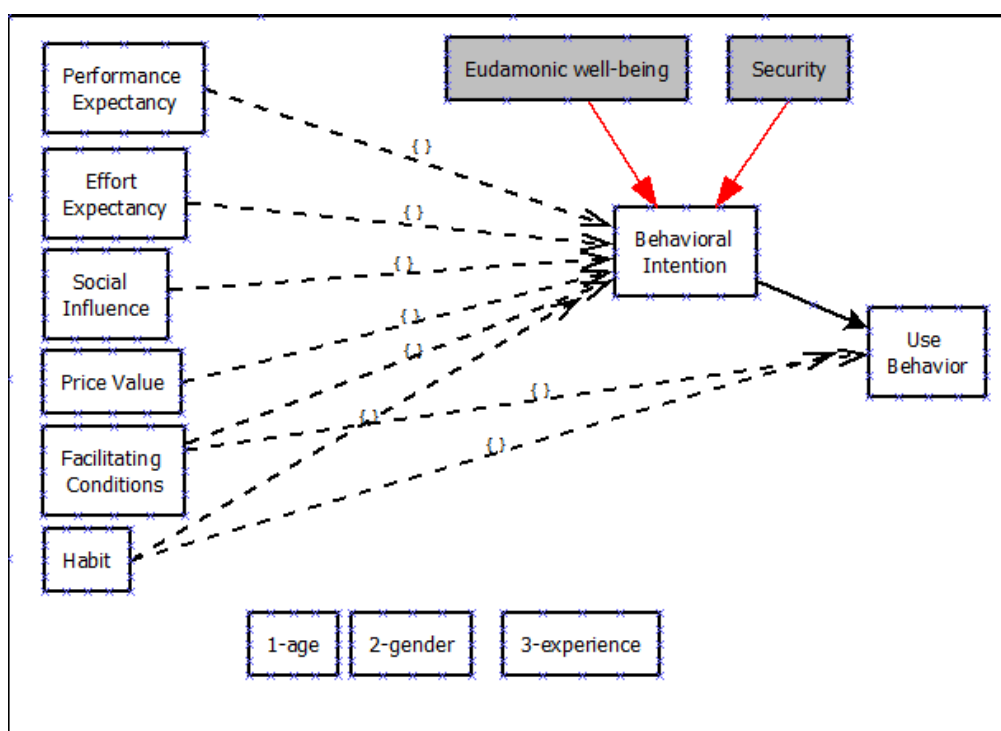 Performance
Expectancy
Eudamonic well-being
Security
{ }
Effort
Expectancy
{ }
Behavioral
Intention
Social
Influence
{ }
{ }
Use
Behavior
Price Value
{ }
{ }
{ }
Facilitating
Conditions
{ }
Habit
1-age
2-gender
3-experience